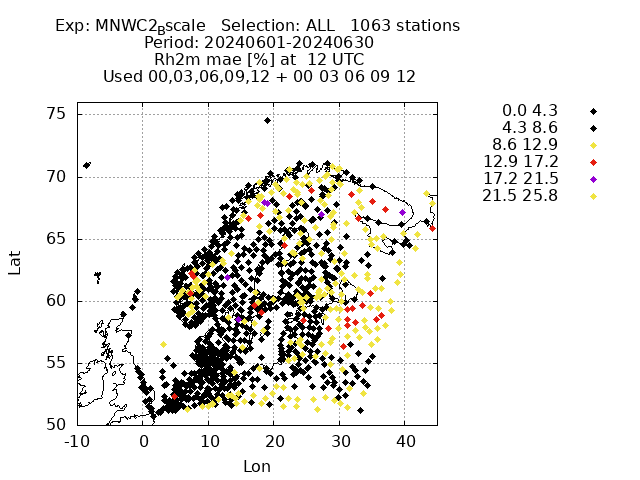 Exp: MNWC2Bscale   Selection: ALL   1063 stations
Period: 20240601-20240630
Rh2m mae [%] at  12 UTC
Used 00,03,06,09,12 + 00 03 06 09 12
0.0 4.3
4.3 8.6
8.6 12.9
12.9 17.2
17.2 21.5
21.5 25.8
75
70
65
60
55
50
Lat
-10 0 10 20 30 40
Lon